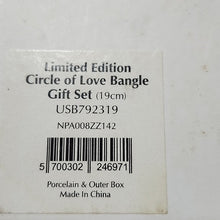 Limited Edition
Circle of Love Bangle
Gift Set (19cm)
USB792319
NPA008ZZ142
5 700302 246971
Porcelain & Outer Box
Made In China